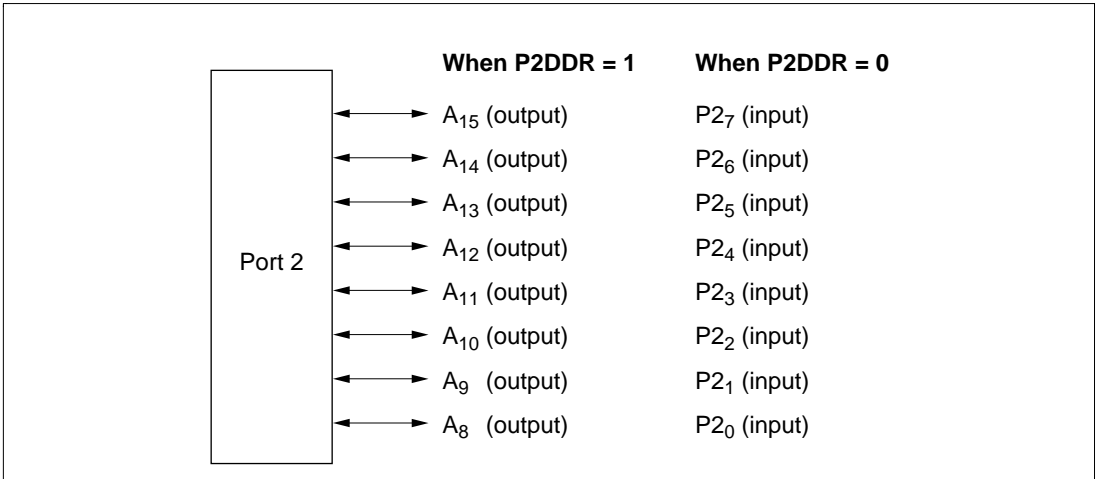 When P2DDR = 1 When P2DDR = 0
A15 (output) P27 (input)
A14 (output) P26 (input)
A13 (output) P25 (input)
Port 2 A12 (output) P24 (input)
A11 (output) P23 (input)
A10 (output) P22 (input)
A9 (output) P21 (input)
A8 (output) P20 (input)